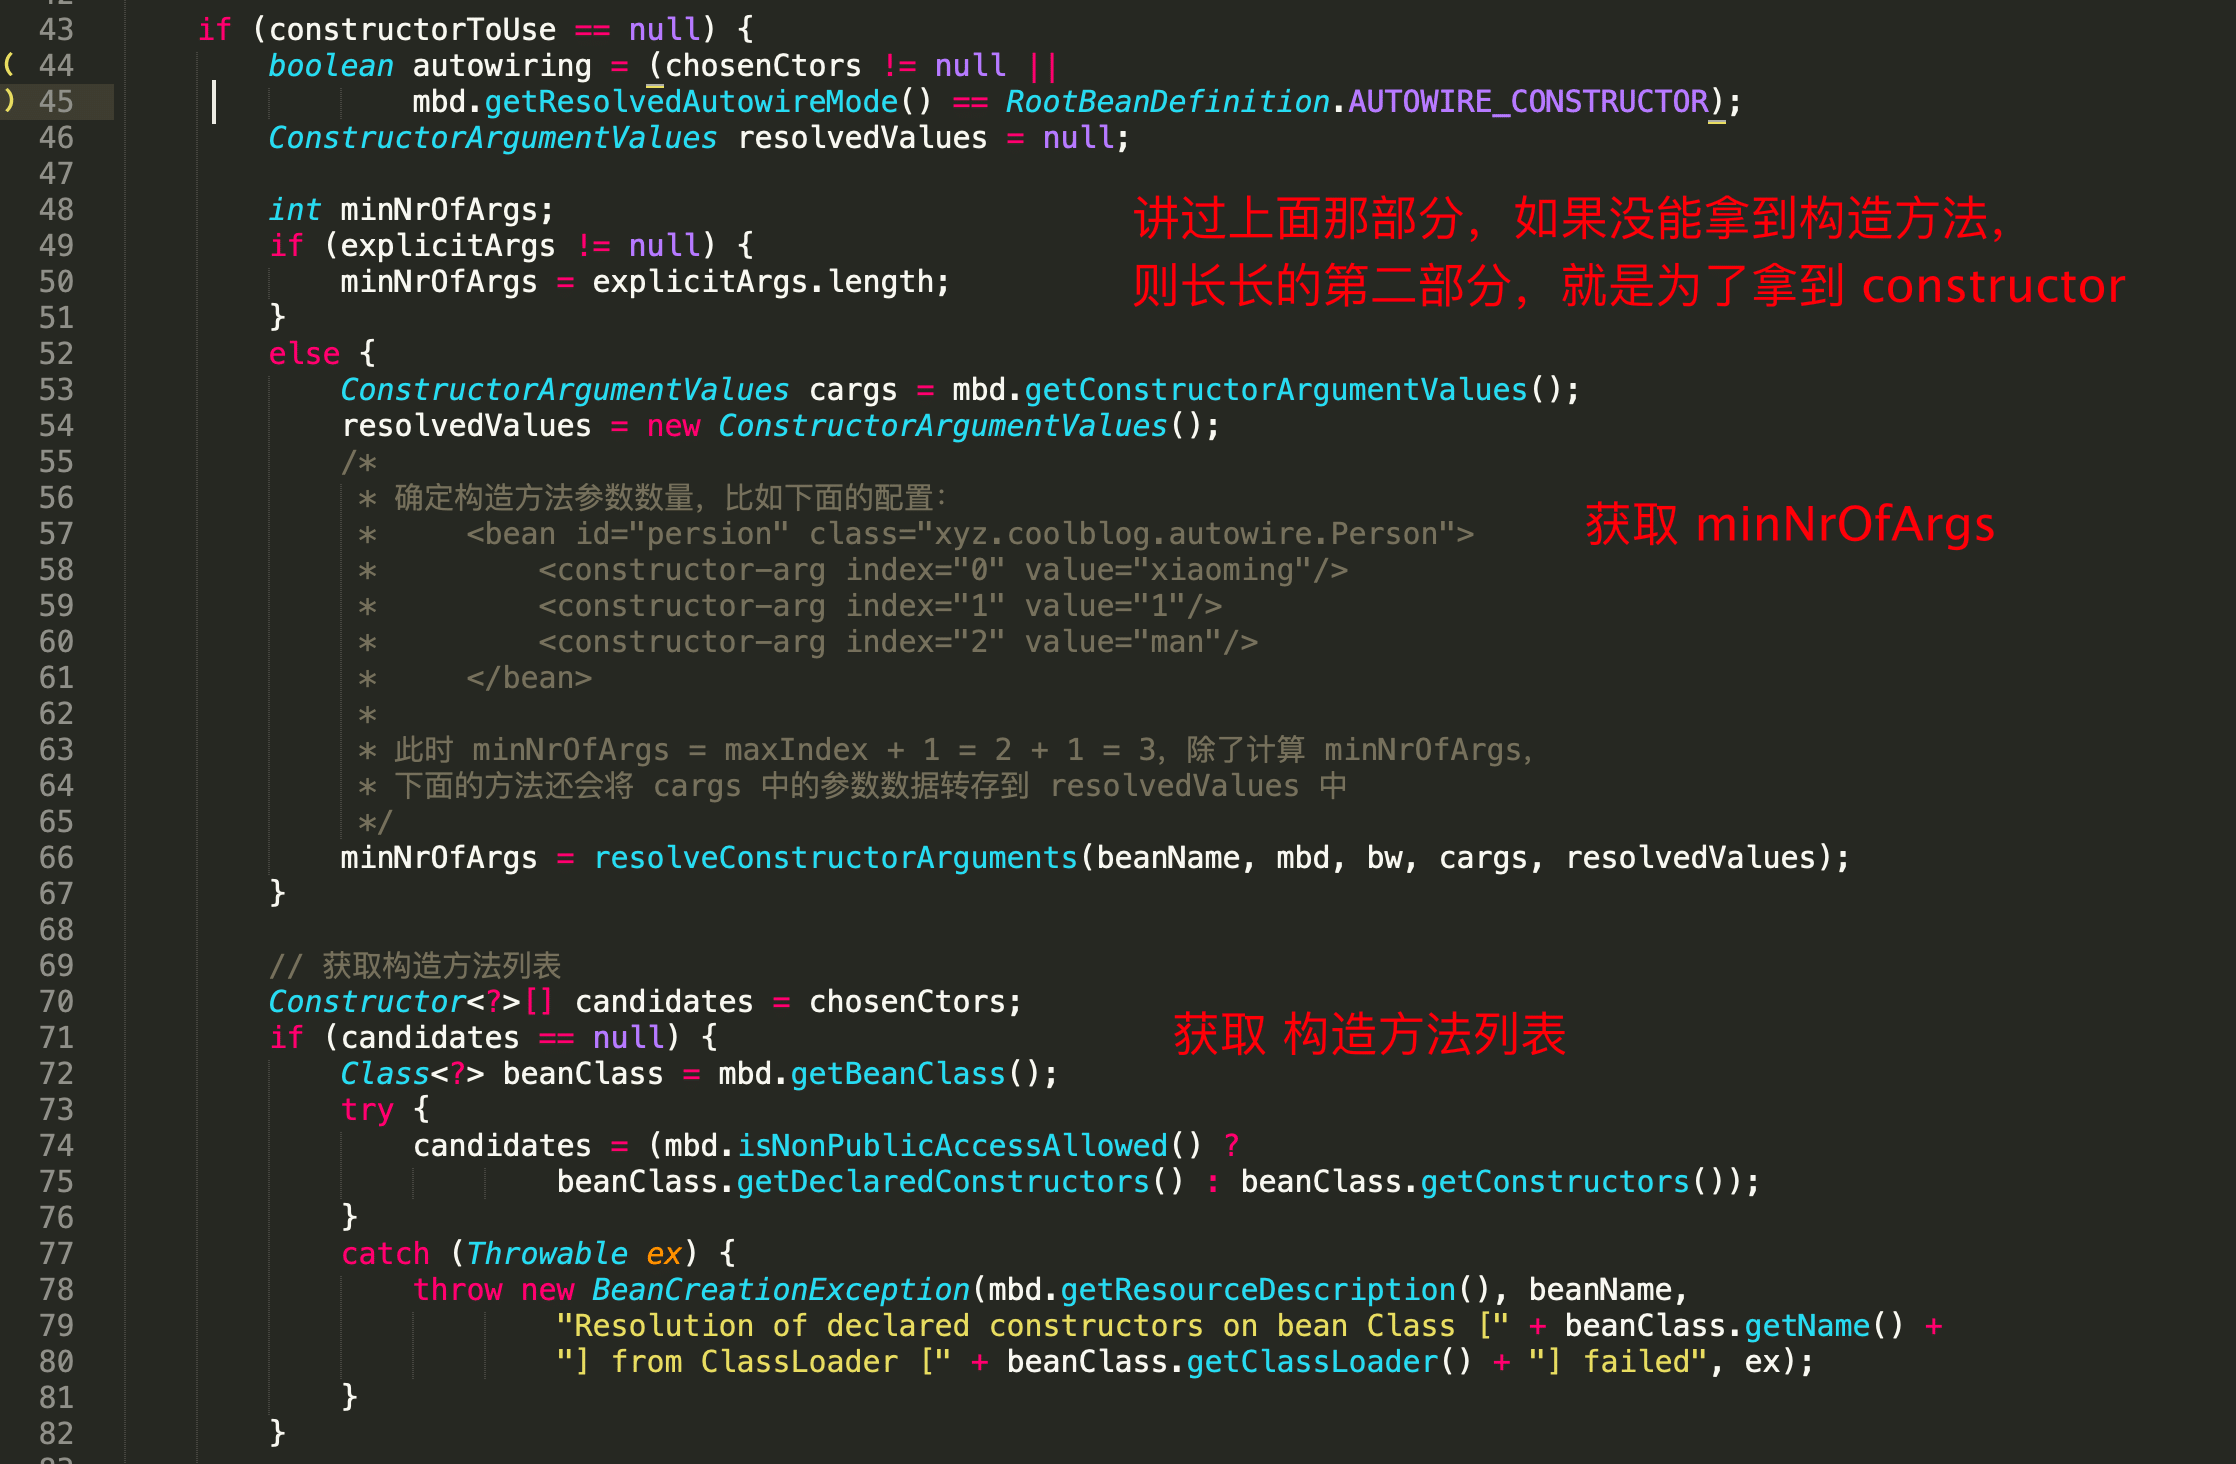 43 if (constructorToUse == null) {
( 44 boolean autowiring = (chosenCtors != null ||
) 45 mbd.getResolvedAutowireMode() == RootBeanDefinition.AUTOWIRE_CONSTRUCTOR);
46 ConstructorArgumentValues resolvedValues = null;
47
48 int minNrOfArgs;
讲过上面那部分，如果没能拿到构造方法，
49 if (explicitArgs != null) {
50 minNrOfArgs = explicitArgs.length;
则长长的第二部分，就是为了拿到 constructor
51 }
52 else {
53 ConstructorArgumentValues cargs = mbd.getConstructorArgumentValues();
54 resolvedValues = new ConstructorArgumentValues();
55 /*
56 * 确定构造方法参数数量，比如下面的配置：
57 * <bean id="persion" class="xyz.coolblog.autowire.Person">
获取 minNrOfArgs
58 * <constructor-arg index="0" value="xiaoming"/>
59 * <constructor-arg index="1" value="1"/>
60 * <constructor-arg index="2" value="man"/>
61 * </bean>
62 *
63 * 此时 minNrOfArgs = maxIndex + 1 = 2 + 1 = 3，除了计算 minNrOfArgs，
64 * 下面的方法还会将 cargs 中的参数数据转存到 resolvedValues 中
65 */
66 minNrOfArgs = resolveConstructorArguments(beanName, mbd, bw, cargs, resolvedValues);
67 }
68
69 // 获取构造方法列表
70 Constructor<?>[] candidates = chosenCtors;
71 if (candidates == null) {
获取 构造方法列表
72 Class<?> beanClass = mbd.getBeanClass();
73 try {
74 candidates = (mbd.isNonPublicAccessAllowed() ?
75 beanClass.getDeclaredConstructors() : beanClass.getConstructors());
76 }
77 catch (Throwable ex) {
78 throw new BeanCreationException(mbd.getResourceDescription(), beanName,
79 "Resolution of declared constructors on bean Class [" + beanClass.getName() +
80 "] from ClassLoader [" + beanClass.getClassLoader() + "] failed", ex);
81 }
82 }